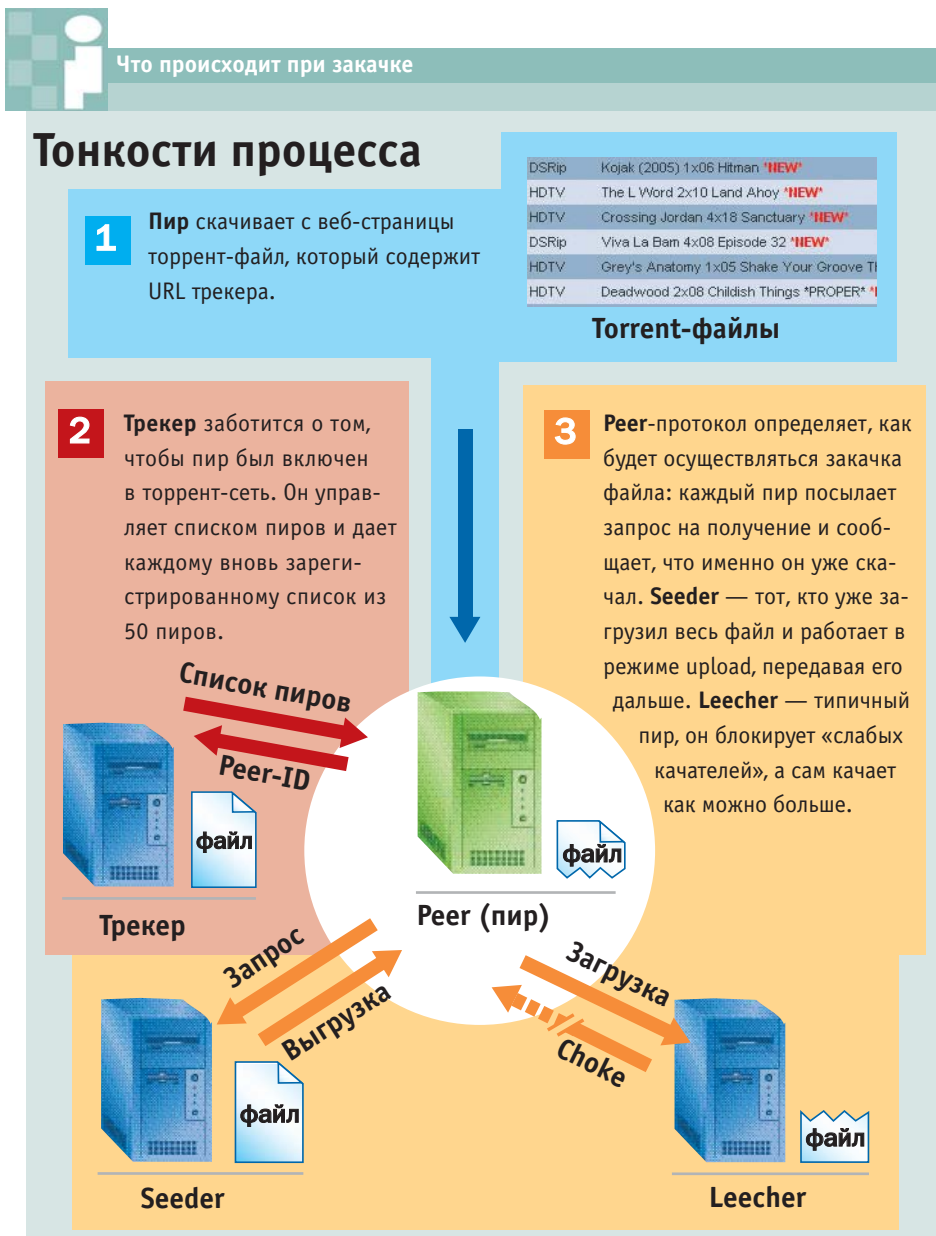 Что происходит при закачке
Тонкости процесса
1
Пир скачивает с веб-страницы
торрент-файл, который содержит
URL трекера.
DSRip Kojak (2005) 1x06 Hitman *NEW*
HDTV The L Word 2x10 Land Ahoy *NEW*
HDTV Crossing Jordan 4x18 Sanctuary *NEW*
DSRip Viva La Bam 4x08 Episode 32 *NEW*
HDTV Grey's Anatomy 1x05 Shake Your Groove
HDTV Deadwood 2x08 Childish Things *PROPER*
Torrent-файлы
2
Трекер заботится о том,
чтобы пир был включен
в торрент-сеть. Он управ-
ляет списком пиров и дает
каждому вновь зареги-
стрированному список из
50 пиров.
3
Peer-протокол определяет, как
будет осуществляться закачка
файла: каждый пир посылает
запрос на получение и сооб-
щает, что именно он уже ска-
чал. Seeder — тот, кто уже за-
грузил весь файл и работает в
режиме upload, передавая его
дальше. Leecher — типичный
пир, он блокирует «слабых
качателей», а сам качает
как можно больше.
Список пиров
Peer-ID
файл
Трекер
файл
Peer (пир)
Запрос
Выгрузка
файл
Seeder
Загрузка
Choke
файл
Leecher